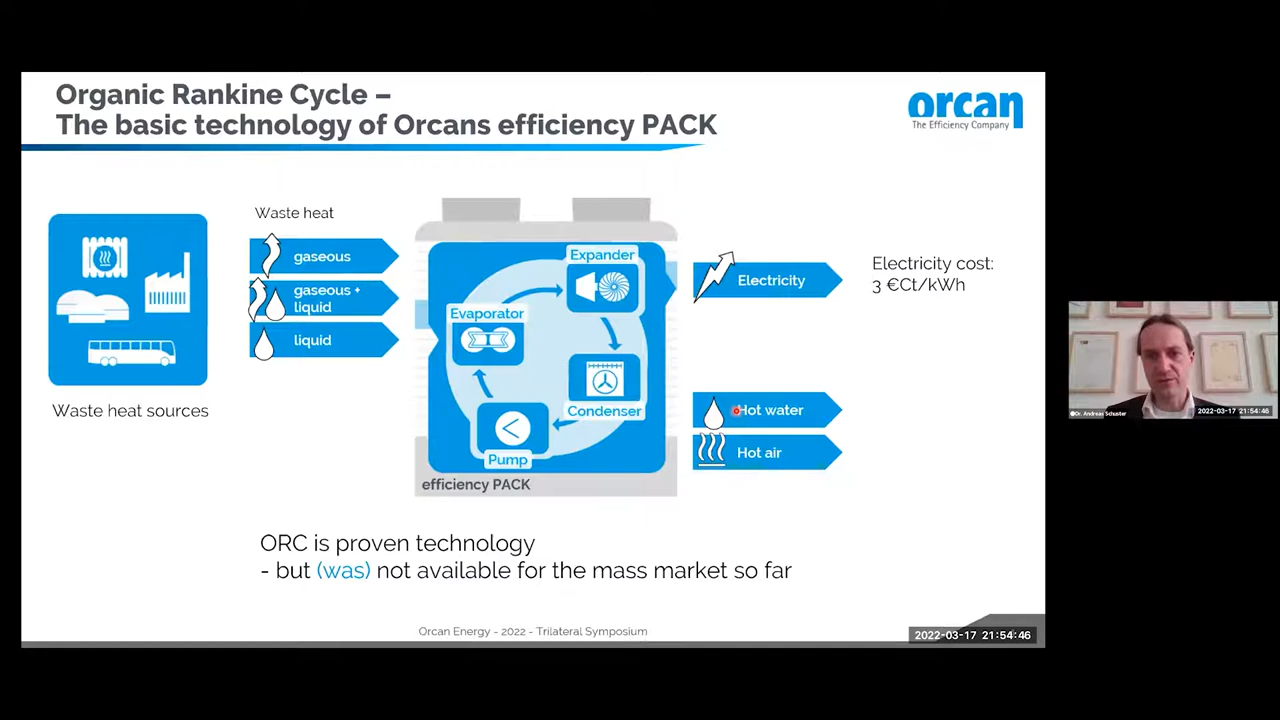 Organic Rankine Cycle –
The basic technology of Orcans efficiency PACK
orcan
The Efficiency Company
Waste heat
gaseous
gaseous +
liquid
liquid
Waste heat sources
Expander
Evaporator
Condenser
Pump
efficiency PACK
Electricity
Hot water
Hot air
Electricity cost:
3 €Ct/kWh
ORC is proven technology
- but (was) not available for the mass market so far
Orcan Energy - 2022 - Trilateral Symposium
2022-03-17 21:54:46
Dr. Andreas Schuster
2022-03-17 21:54:46